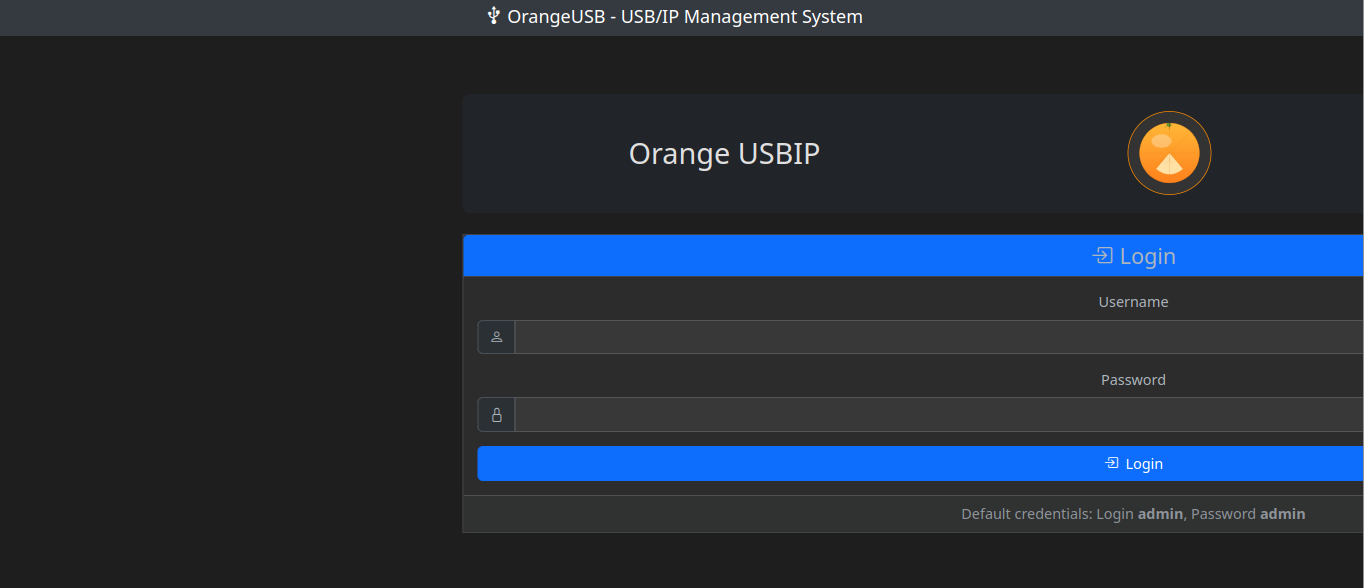 OrangeUSB - USB/IP Management System
Orange USBIP
Login
Username
Password
Login
Default credentials: Login admin, Password admin